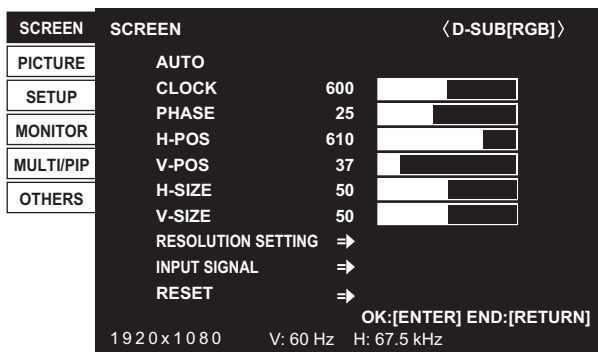 SCREEN
PICTURE
SETUP
MONITOR
MULTI/PIP
OTHERS
SCREEN 〈D-SUB[RGB]〉
AUTO
CLOCK 600
PHASE 25
H-POS 610
V-POS 37
H-SIZE 50
V-SIZE 50
RESOLUTION SETTING
INPUT SIGNAL
RESET
OK:[ENTER] END:[RETURN]
1920x1080 V: 60 Hz H: 67.5 kHz